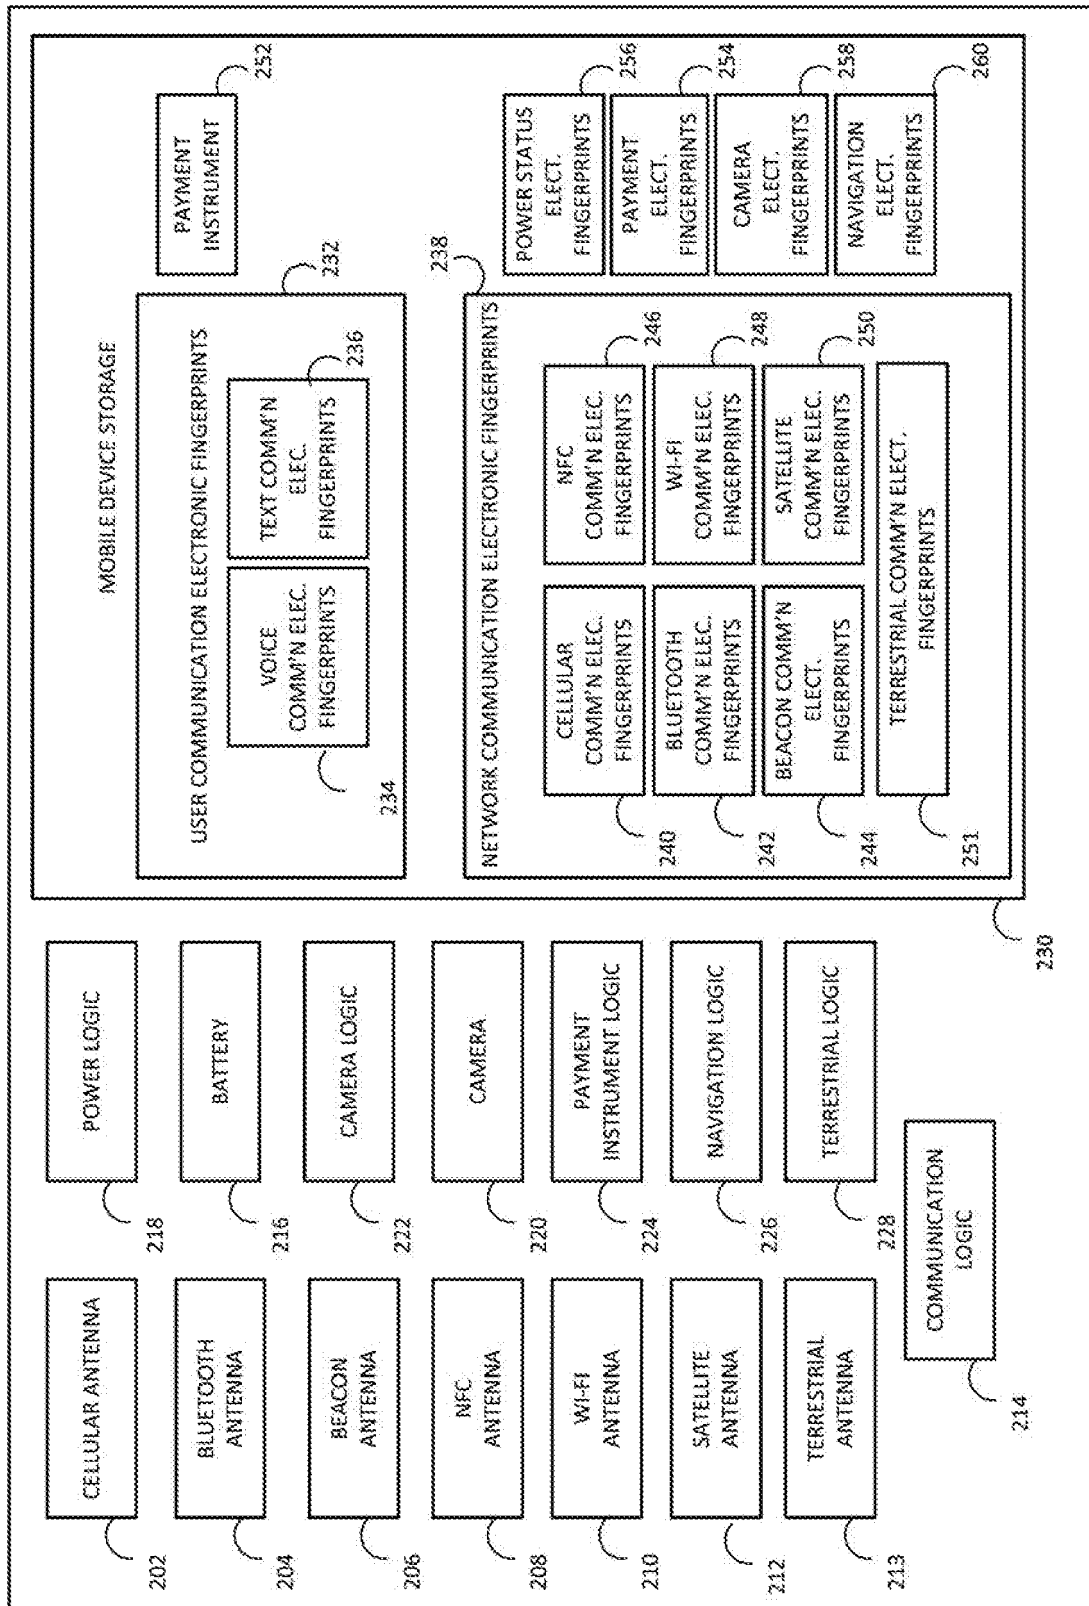 CELLULAR ANTENNA
202
BLUETOOTH
ANTENNA
204
BEACON
ANTENNA
206
NFC
ANTENNA
208
WI-FI
ANTENNA
210
SATELLITE
ANTENNA
212
TERRESTRIAL
ANTENNA
213
COMMUNICATION
LOGIC
214
POWER LOGIC
218
BATTERY
216
CAMERA LOGIC
222
CAMERA
220
PAYMENT
INSTRUMENT LOGIC
224
NAVIGATION LOGIC
226
TERRESTRIAL LOGIC
228
MOBILE DEVICE STORAGE
230
USER COMMUNICATION ELECTRONIC FINGERPRINTS
232
VOICE
COMM'N ELEC.
FINGERPRINTS
234
TEXT COMM'N
ELEC.
FINGERPRINTS
236
PAYMENT
INSTRUMENT
252
NETWORK COMMUNICATION ELECTRONIC FINGERPRINTS
238
CELLULAR
COMM'N ELEC.
FINGERPRINTS
240
NFC
COMM'N ELEC.
FINGERPRINTS
246
BLUETOOTH
COMM'N ELEC.
FINGERPRINTS
242
WI-FI
COMM'N ELEC.
FINGERPRINTS
248
BEACON COMM'N
ELECT.
FINGERPRINTS
244
SATELLITE
COMM'N ELEC.
FINGERPRINTS
250
TERRESTRIAL COMM'N ELECT.
FINGERPRINTS
251
POWER STATUS
ELECT.
FINGERPRINTS
256
PAYMENT
ELECT.
FINGERPRINTS
254
CAMERA
ELECT.
FINGERPRINTS
258
NAVIGATION
ELECT.
FINGERPRINTS
260